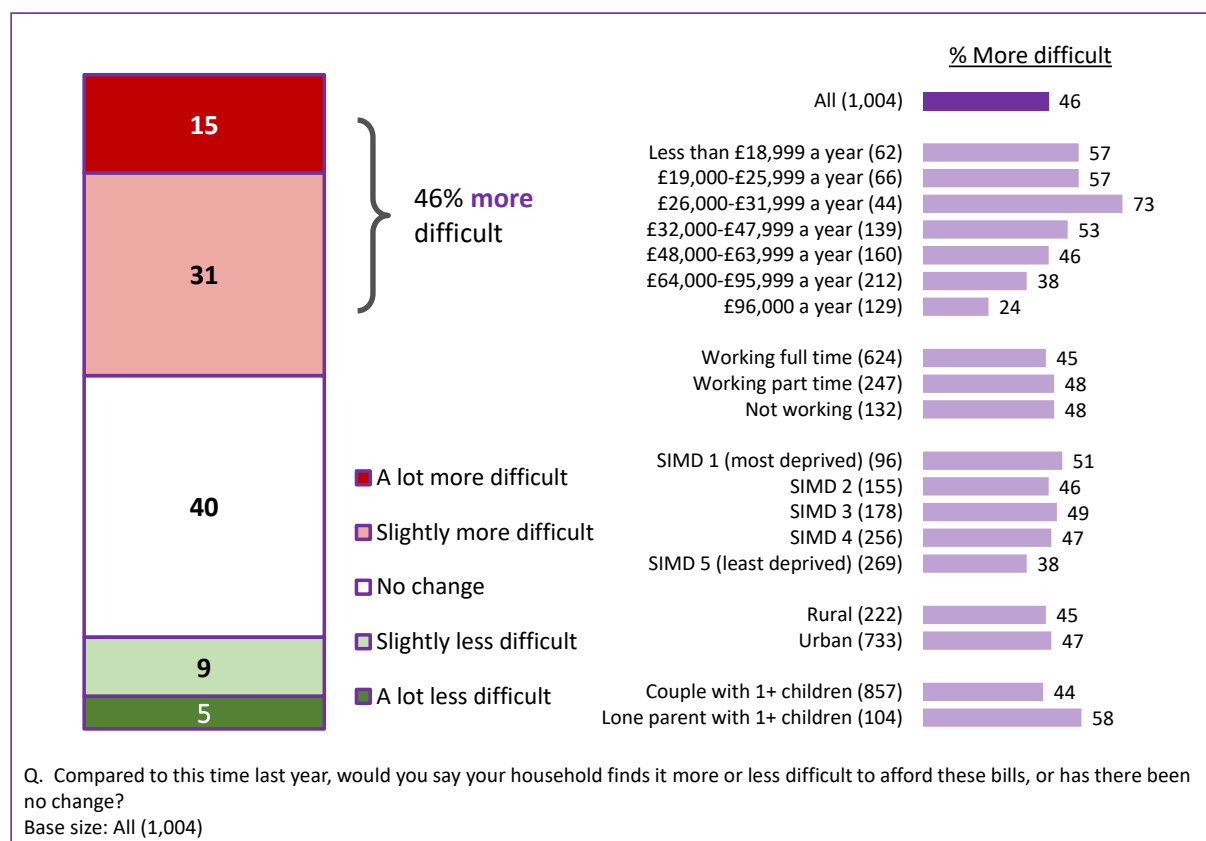 15
31
40
9
5
46% more
difficult
A lot more difficult
Slightly more difficult
No change
Slightly less difficult
A lot less difficult
% More difficult
All (1,004) 46
Less than £18,999 a year (62) 57
£19,000-£25,999 a year (66) 57
£26,000-£31,999 a year (44) 73
£32,000-£47,999 a year (139) 53
£48,000-£63,999 a year (160) 46
£64,000-£95,999 a year (212) 38
£96,000 a year (129) 24
Working full time (624) 45
Working part time (247) 48
Not working (132) 48
SIMD 1 (most deprived) (96) 51
SIMD 2 (155) 46
SIMD 3 (178) 49
SIMD 4 (256) 47
SIMD 5 (least deprived) (269) 38
Rural (222) 45
Urban (733) 47
Couple with 1+ children (857) 44
Lone parent with 1+ children (104) 58
Q. Compared to this time last year, would you say your household finds it more or less difficult to afford these bills, or has there been
no change?
Base size: All (1,004)